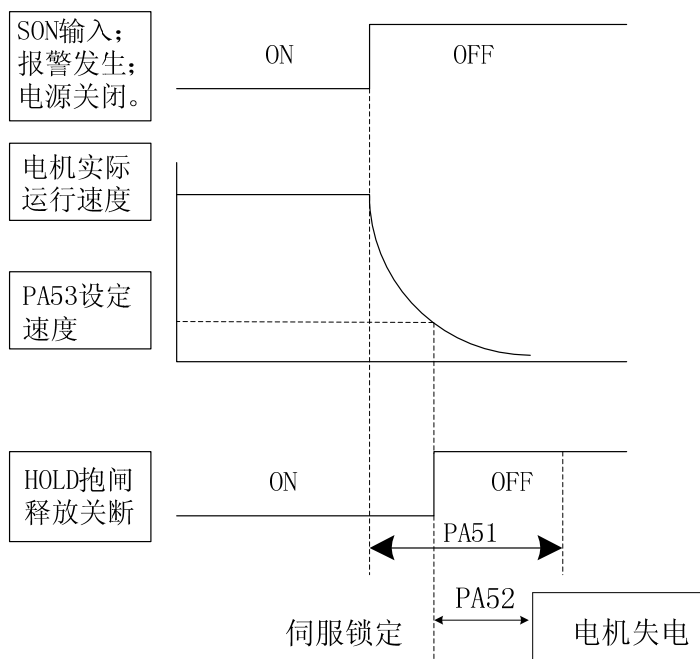 SON输入;
报警发生;
电源关闭。
ON
OFF
电机实际
运行速度
PA53设定
速度
HOLD抱闸
释放关断
ON
OFF
PA51
伺服锁定
PA52
电机失电